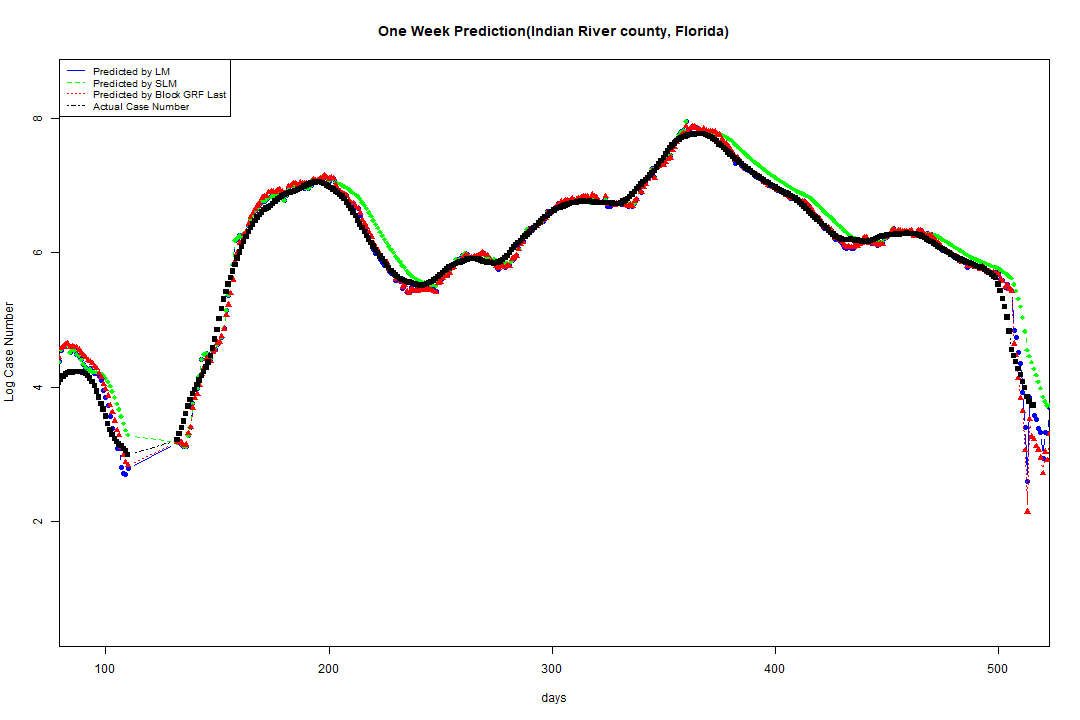 One Week Prediction(Indian River county, Florida)
Predicted by LM
Predicted by SLM
Predicted by Block GRF Last
Actual Case Number
8
6
4
2
Log Case Number
100 200 300 400 500
days